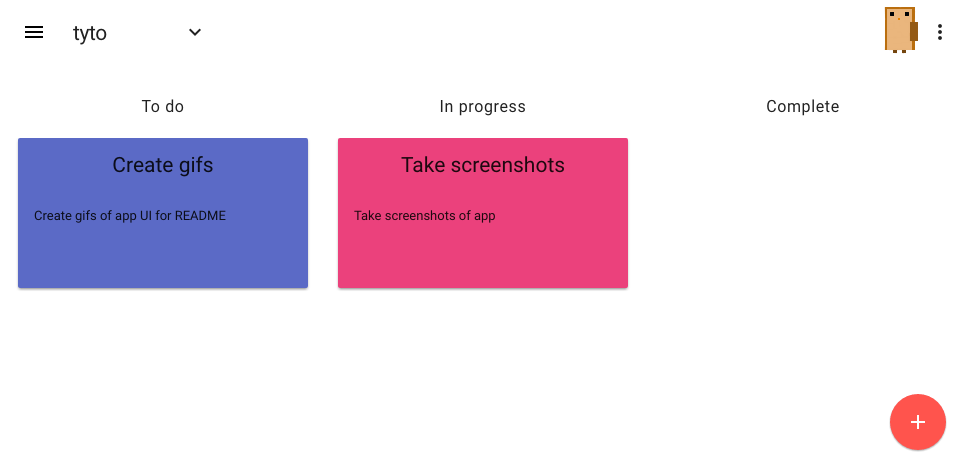 tyto
To do
In progress
Complete
Create gifs
Create gifs of app UI for README
Take screenshots
Take screenshots of app